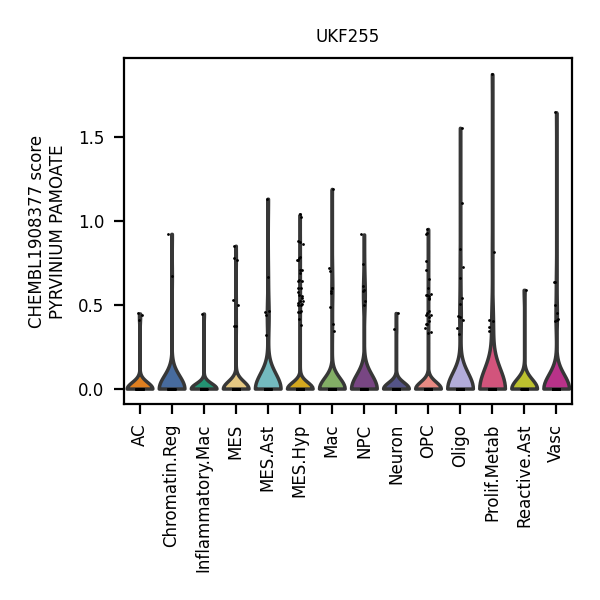 UKF255
CHEMBL1908377 score
PYRVINIUM PAMOATE
1.5
1.0
0.5
0.0
AC
Chromatin.Reg
Inflammatory.Mac
MES
MES.Ast
MES.Hyp
Mac
NPC
Neuron
OPC
Oligo
Prolif.Metab
Reactive.Ast
Vasc